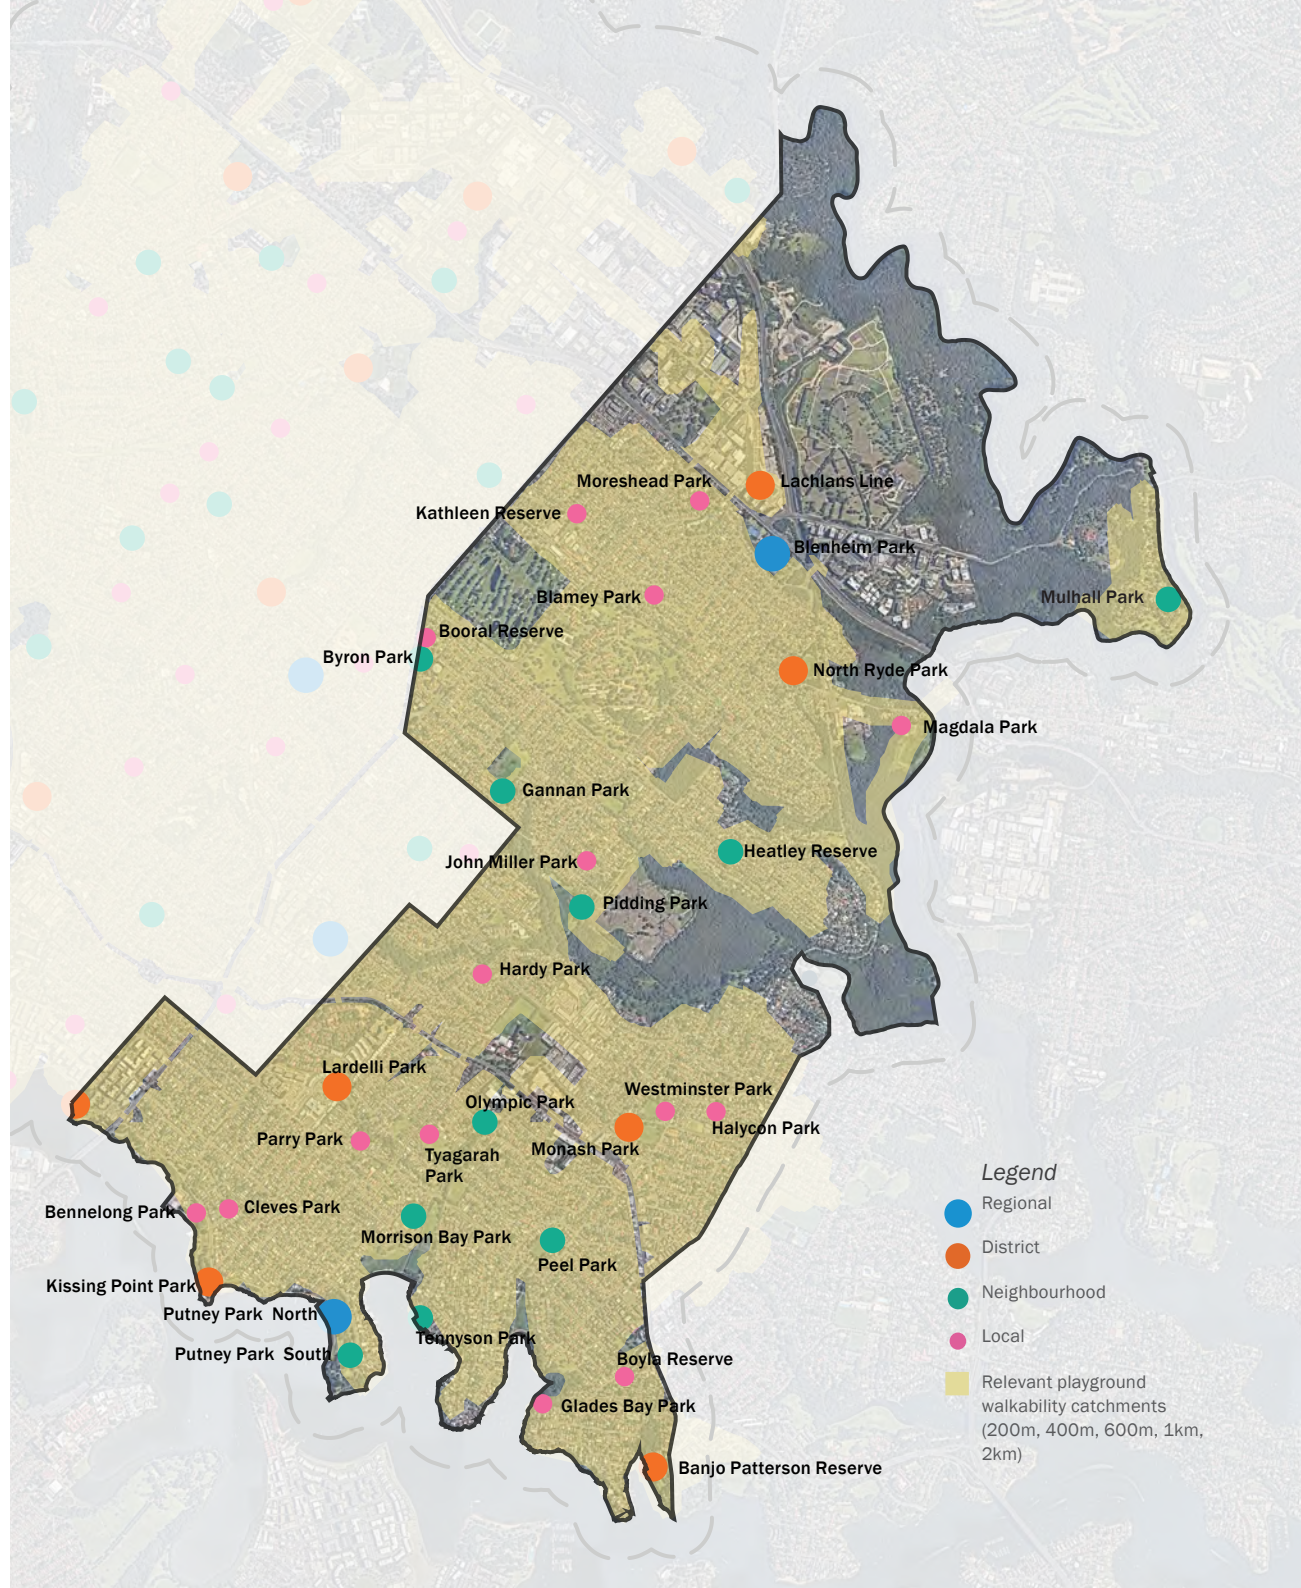 Moreshead Park
Lachlans Line
Kathleen Reserve
Blenheim Park
Blamey Park
Mulhall Park
Booral Reserve
Byron Park
North Ryde Park
Magdala Park
Gannan Park
Heatley Reserve
John Miller Park
Pidding Park
Hardy Park
Lardelli Park
Westminster Park
Olympic Park
Halycon Park
Parry Park
Monash Park
Tyagarah
Park
Cleves Park
Bennelong Park
Morrison Bay Park
Peel Park
Kissing Point Park
Putney Park North
Tennyson Park
Putney Park South
Boyla Reserve
Glades Bay Park
Banjo Patterson Reserve
Legend
Regional
District
Neighbourhood
Local
Relevant playground
walkability catchments
(200m, 400m, 600m, 1km,
2km)